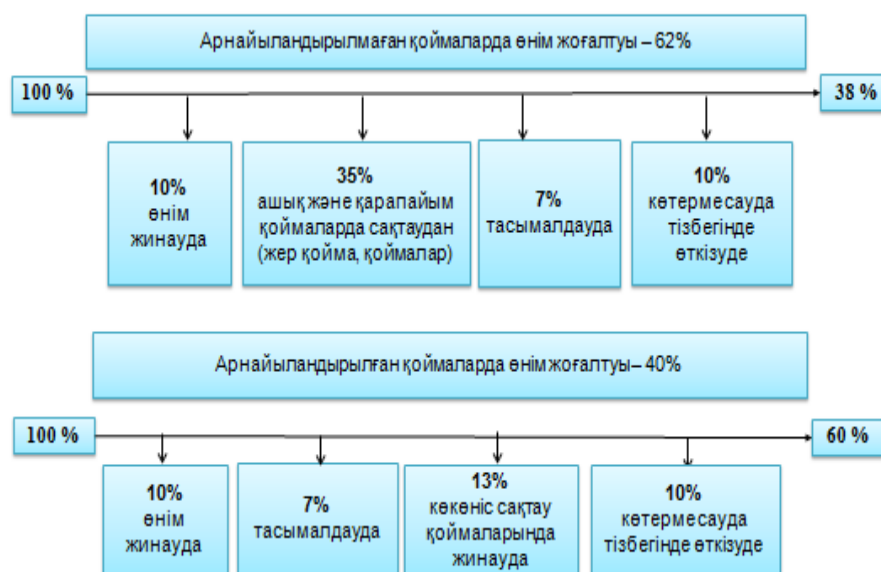 Арнайыландырылмаған қоймаларда өнім жоғалтуы – 62%
100 %
38 %
10%
өнім
жинауда
35%
ашық және қарапайым
қоймаларда сақтаудан
(жер қойма, қоймалар)
7%
тасымалдауда
10%
көтермесауда
тізбегінде
өткізуде
Арнайыландырылған қоймаларда өнім жоғалтуы– 40%
100 %
60 %
10%
өнім
жинауда
7%
тасымалдауда
13%
көкөніс сақтау
қоймаларында
жинауда
10%
көтермесауда
тізбегінде өткізуде